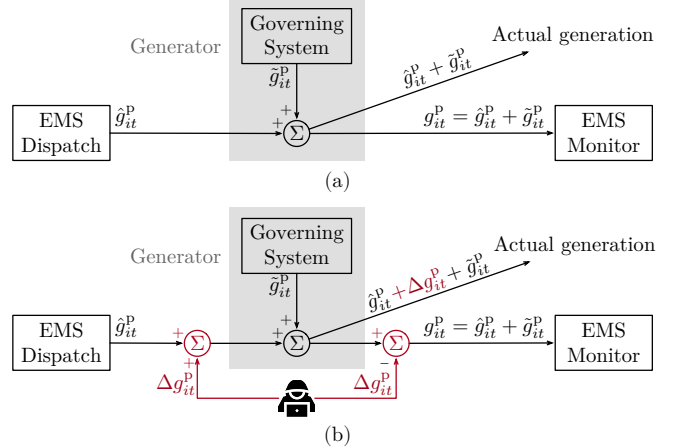 Generator
Governing
System
Actual generation
g̃ᵖᵢₜ
ĝᵖᵢₜ + g̃ᵖᵢₜ
EMS
Dispatch
ĝᵖᵢₜ
+
+
Σ
gᵖᵢₜ = ĝᵖᵢₜ + g̃ᵖᵢₜ
EMS
Monitor
(a)
Generator
Governing
System
Actual generation
g̃ᵖᵢₜ
ĝᵖᵢₜ +Δgᵖᵢₜ + g̃ᵖᵢₜ
EMS
Dispatch
ĝᵖᵢₜ
+
Σ
+
+
+
Σ
+
Σ
−
gᵖᵢₜ = ĝᵖᵢₜ + g̃ᵖᵢₜ
EMS
Monitor
Δgᵖᵢₜ
Δgᵖᵢₜ
(b)